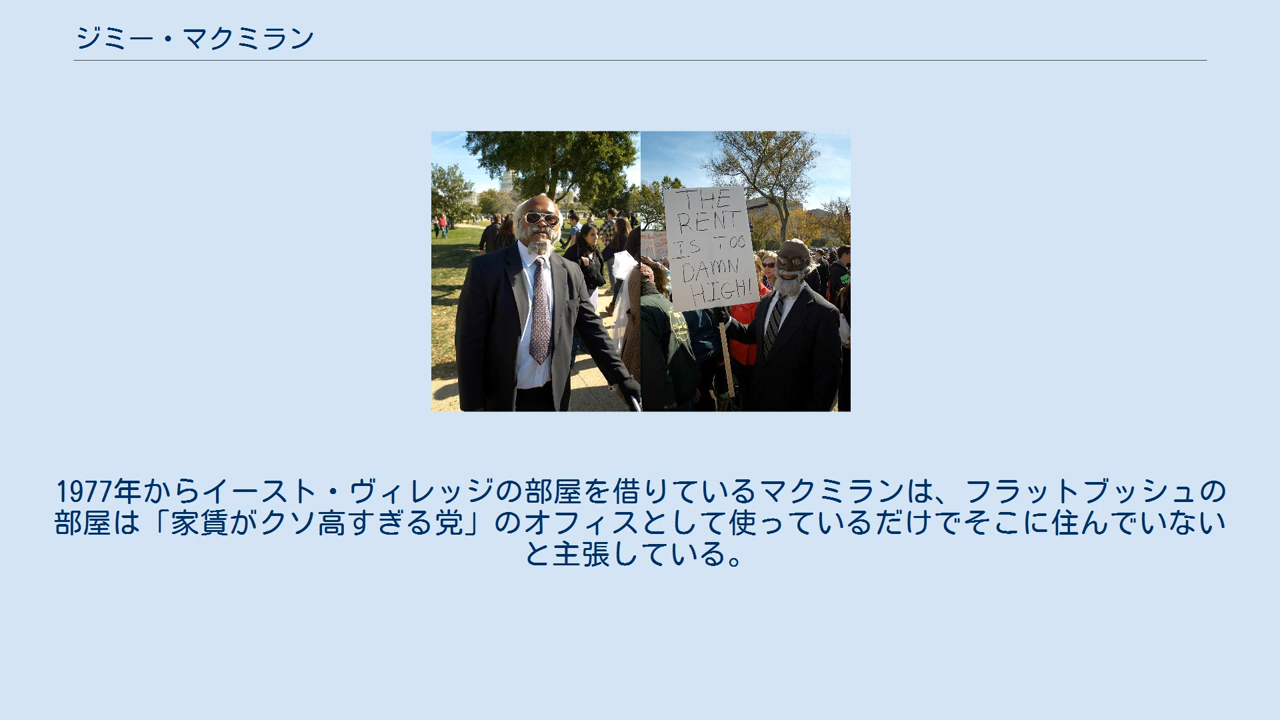 ジミー・マクミラン
THE
RENT
IS TOO
DAMN
HIGH!
1977年からイースト・ヴィレッジの部屋を借りているマクミランは、フラットブッシュの
部屋は「家賃がクソ高すぎる党」のオフィスとして使っているだけでそこに住んでいない
と主張している。